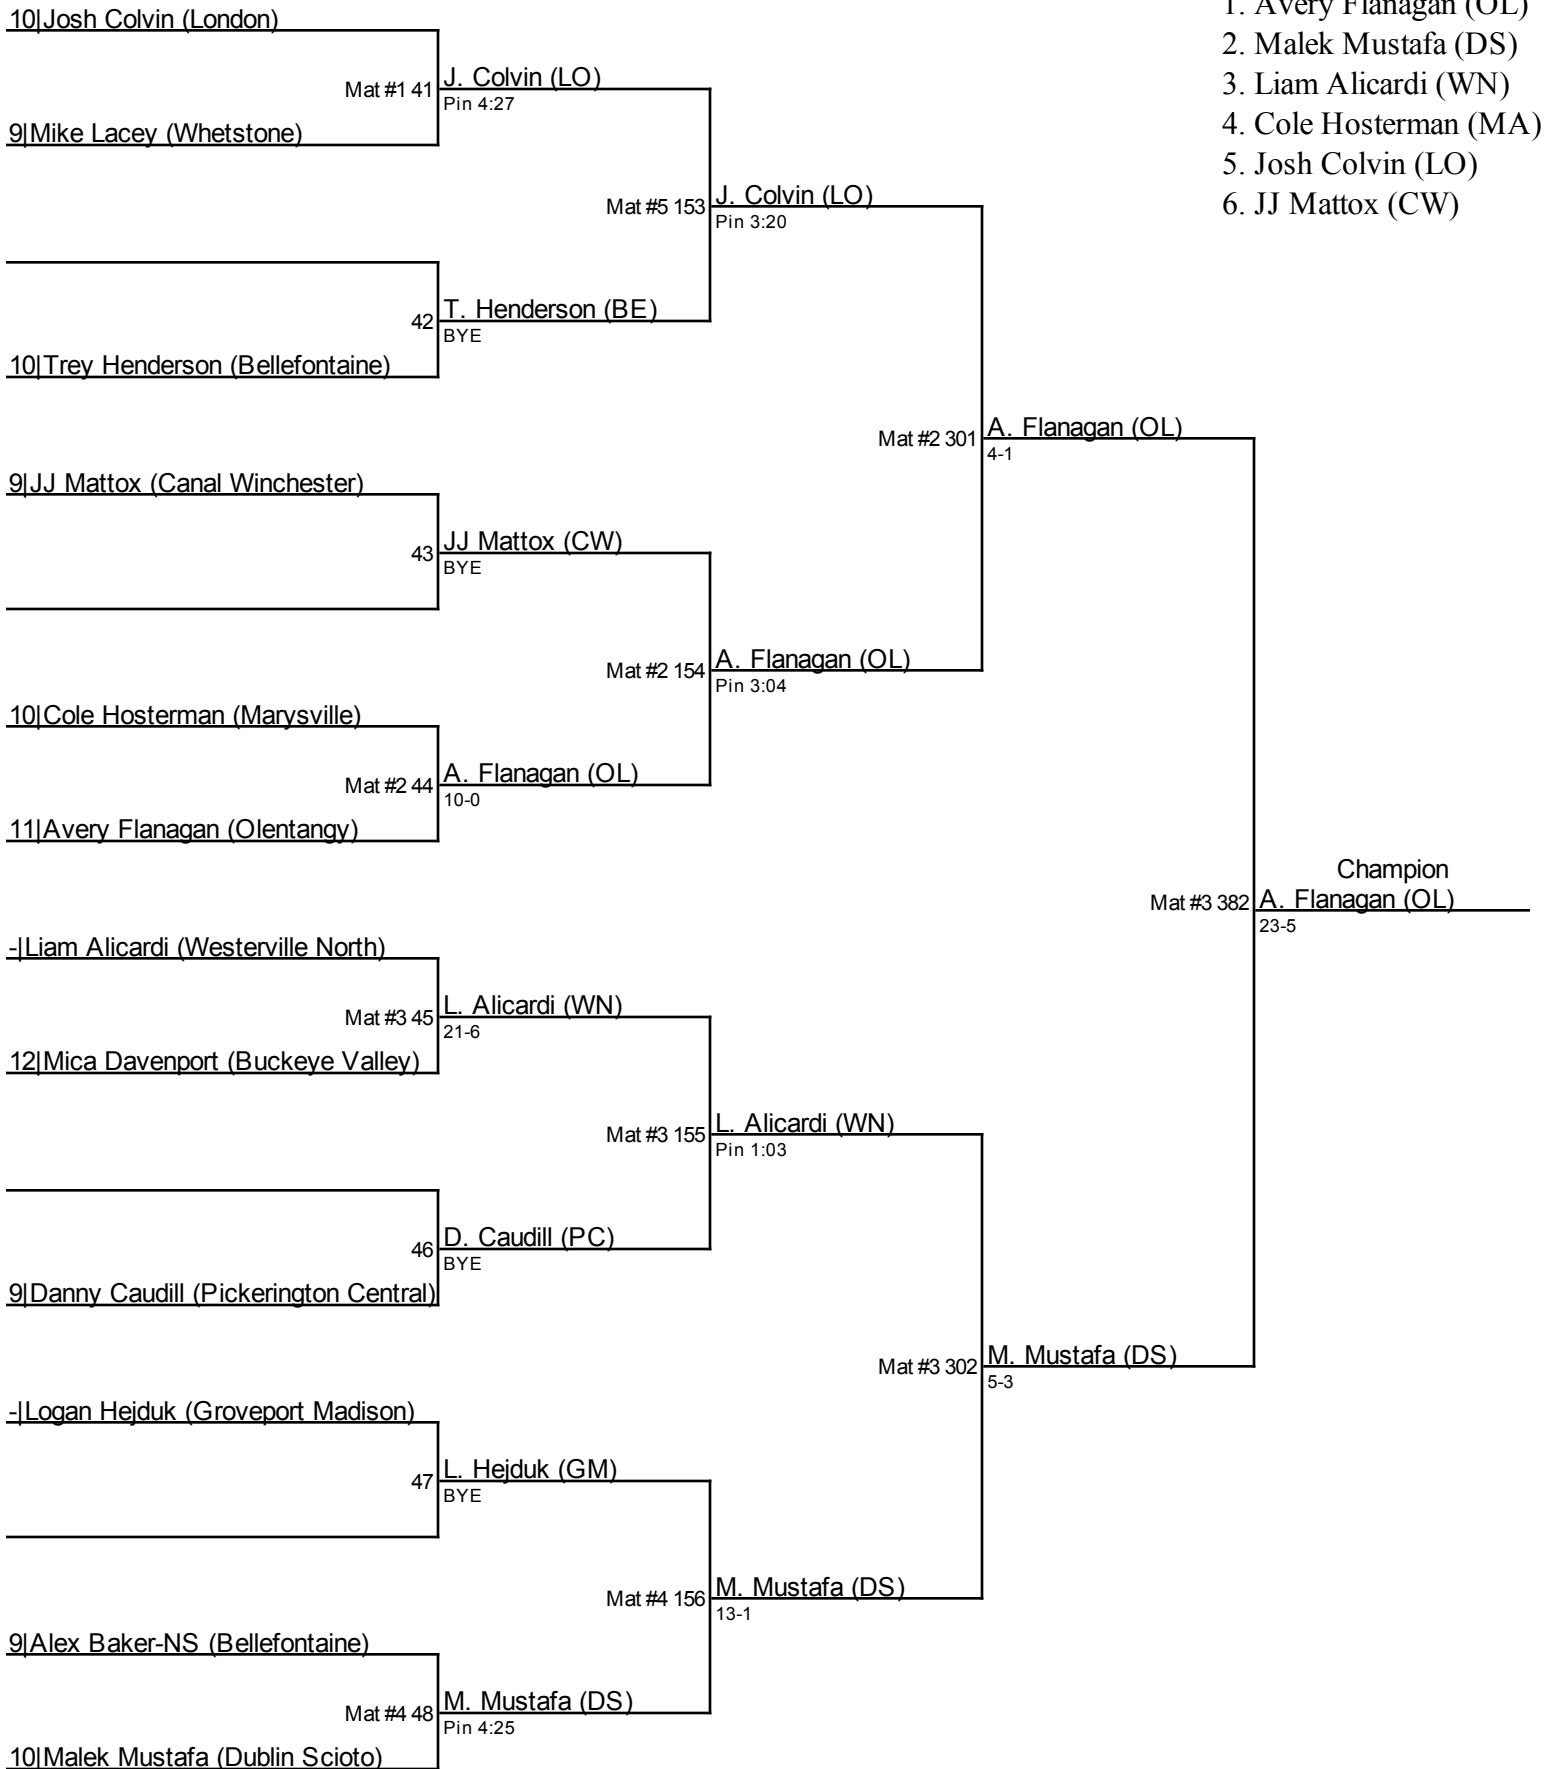 10|Josh Colvin (London)
Mat #1 41
J. Colvin (LO)
Pin 4:27
9|Mike Lacey (Whetstone)
Mat #5 153
J. Colvin (LO)
Pin 3:20
42
T. Henderson (BE)
BYE
10|Trey Henderson (Bellefontaine)
Mat #2 301
A. Flanagan (OL)
4-1
9|JJ Mattox (Canal Winchester)
43
JJ Mattox (CW)
BYE
Mat #2 154
A. Flanagan (OL)
Pin 3:04
10|Cole Hosterman (Marysville)
Mat #2 44
A. Flanagan (OL)
10-0
11|Avery Flanagan (Olentangy)
Champion
Mat #3 382
A. Flanagan (OL)
23-5
-|Liam Alicardi (Westerville North)
Mat #3 45
L. Alicardi (WN)
21-6
12|Mica Davenport (Buckeye Valley)
Mat #3 155
L. Alicardi (WN)
Pin 1:03
46
D. Caudill (PC)
BYE
9|Danny Caudill (Pickerington Central)
Mat #3 302
M. Mustafa (DS)
5-3
-|Logan Hejduk (Groveport Madison)
47
L. Hejduk (GM)
BYE
Mat #4 156
M. Mustafa (DS)
13-1
9|Alex Baker-NS (Bellefontaine)
Mat #4 48
M. Mustafa (DS)
Pin 4:25
10|Malek Mustafa (Dublin Scioto)
1. Avery Flanagan (OL)
2. Malek Mustafa (DS)
3. Liam Alicardi (WN)
4. Cole Hosterman (MA)
5. Josh Colvin (LO)
6. JJ Mattox (CW)